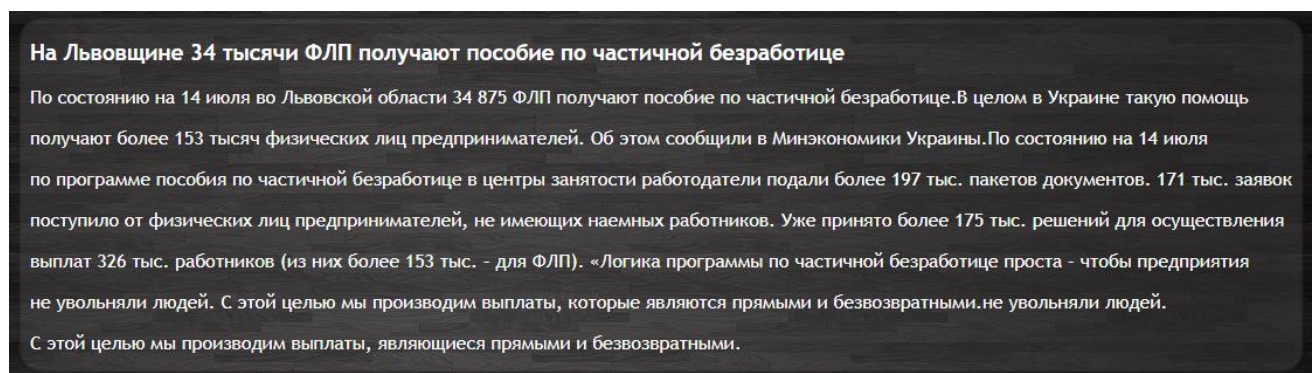 На Львовщине 34 тысячи ФЛП получают пособие по частичной безработице
По состоянию на 14 июля во Львовской области 34 875 ФЛП получают пособие по частичной безработице.В целом в Украине такую помощь
получают более 153 тысяч физических лиц предпринимателей. Об этом сообщили в Минэкономики Украины.По состоянию на 14 июля
по программе пособия по частичной безработице в центры занятости работодатели подали более 197 тыс. пакетов документов. 171 тыс. заявок
поступило от физических лиц предпринимателей, не имеющих наемных работников. Уже принято более 175 тыс. решений для осуществления
выплат 326 тыс. работников (из них более 153 тыс. - для ФЛП). «Логика программы по частичной безработице проста - чтобы предприятия
не увольняли людей. С этой целью мы производим выплаты, которые являются прямыми и безвозвратными.не увольняли людей.
С этой целью мы производим выплаты, являющиеся прямыми и безвозвратными.